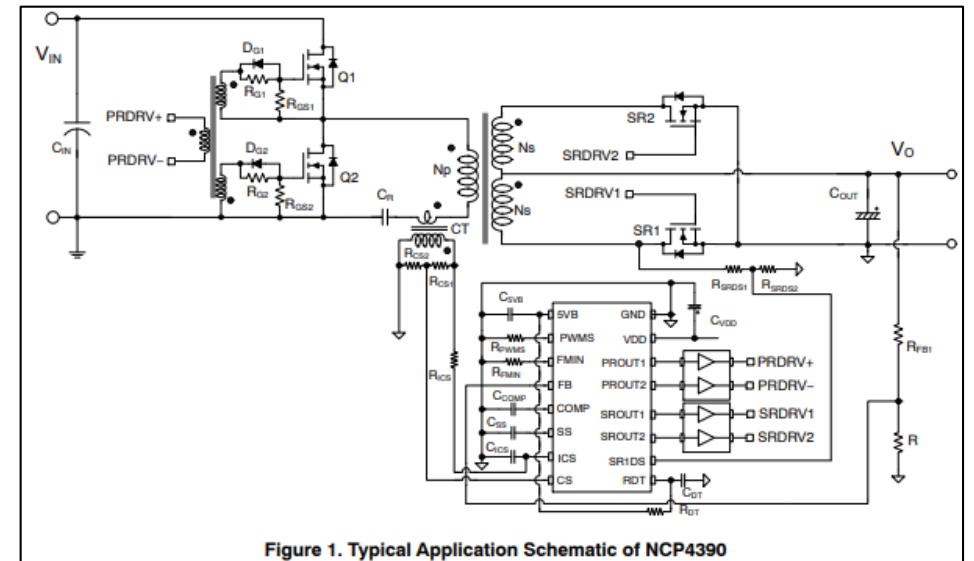 VIN
CIN
PRDRV+
PRDRV−
DG1
RG1
RGS1
Q1
DG2
RG2
RGS2
Q2
CR
Np
CT
RCS2
RCS1
Ns
Ns
SR2
SRDRV2
SRDRV1
SR1
VO
COUT
RSRDS1
RSRDS2
RICS
C5VB
RPWMS
RFMIN
CCOMP
CSS
CICS
5VB
PWMS
FMIN
FB
COMP
SS
ICS
CS
GND
VDD
PROUT1
PROUT2
SROUT1
SROUT2
SR1DS
RDT
CVDD
PRDRV+
PRDRV−
SRDRV1
SRDRV2
CDT
RDT
RFB1
R
Figure 1. Typical Application Schematic of NCP4390